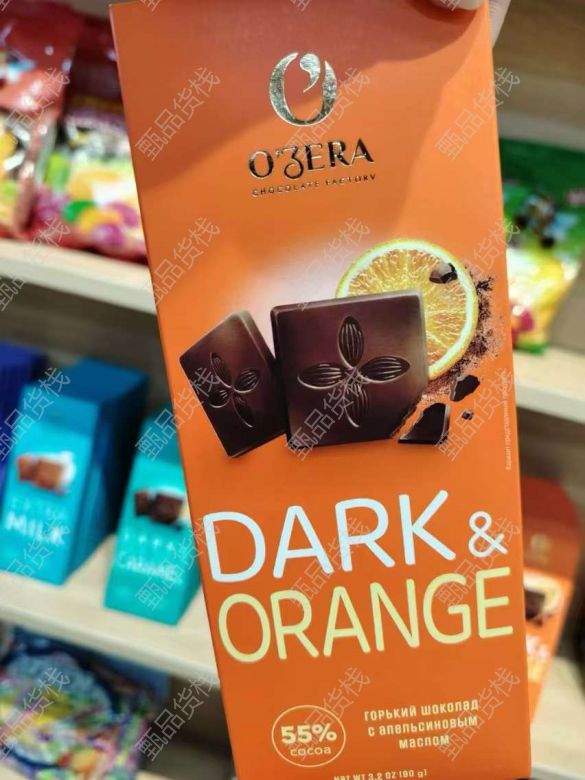 O'ZERA
CHOCOLATE FACTORY
DARK &
ORANGE
55%
cocoa
ГОРЬКИЙ ШОКОЛАД
С АПЕЛЬСИНОВЫМ
МАСЛОМ
NET WT 3.2 OZ (90 g)
MILK
甄品货栈